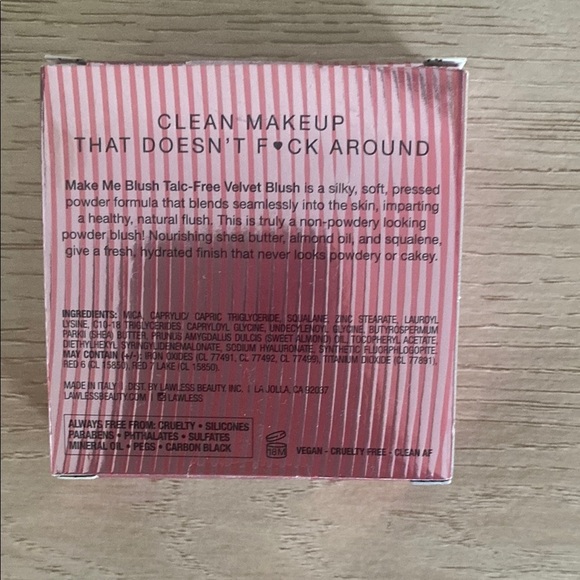 CLEAN MAKEUP
THAT DOESN'T F♥CK AROUND
Make Me Blush Talc-Free Velvet Blush is a silky, soft, pressed
powder formula that blends seamlessly into the skin, imparting
a healthy, natural flush. This is truly a non-powdery looking
powder blush! Nourishing shea butter, almond oil, and squalene,
give a fresh, hydrated finish that never looks powdery or cakey.
INGREDIENTS: MICA, CAPRYLIC/ CAPRIC TRIGLYCERIDE, SQUALANE, ZINC STEARATE, LAUROYL
LYSINE, C10-18 TRIGLYCERIDES, CAPRYLOYL GLYCINE, UNDECYLENOYL GLYCINE, BUTYROSPERMUM
PARKII (SHEA) BUTTER, PRUNUS AMYGDALUS DULCIS (SWEET ALMOND) OIL, TOCOPHERYL ACETATE,
DIETHYLHEXYL SYRINGYLIDENEMALONATE, SODIUM HYALURONATE, SYNTHETIC FLUORPHLOGOPITE.
MAY CONTAIN (+/-): IRON OXIDES (CL 77491, CL 77492, CL 77499), TITANIUM DIOXIDE (CL 77891),
RED 6 (CL 15850), RED 7 LAKE (CL 15850).
MADE IN ITALY | DIST. BY LAWLESS BEAUTY, INC. | LA JOLLA, CA 92037
LAWLESSBEAUTY.COM | LAWLESS
ALWAYS FREE FROM: CRUELTY • SILICONES
PARABENS • PHTHALATES • SULFATES
MINERAL OIL • PEGS • CARBON BLACK
18M
VEGAN - CRUELTY FREE - CLEAN AF